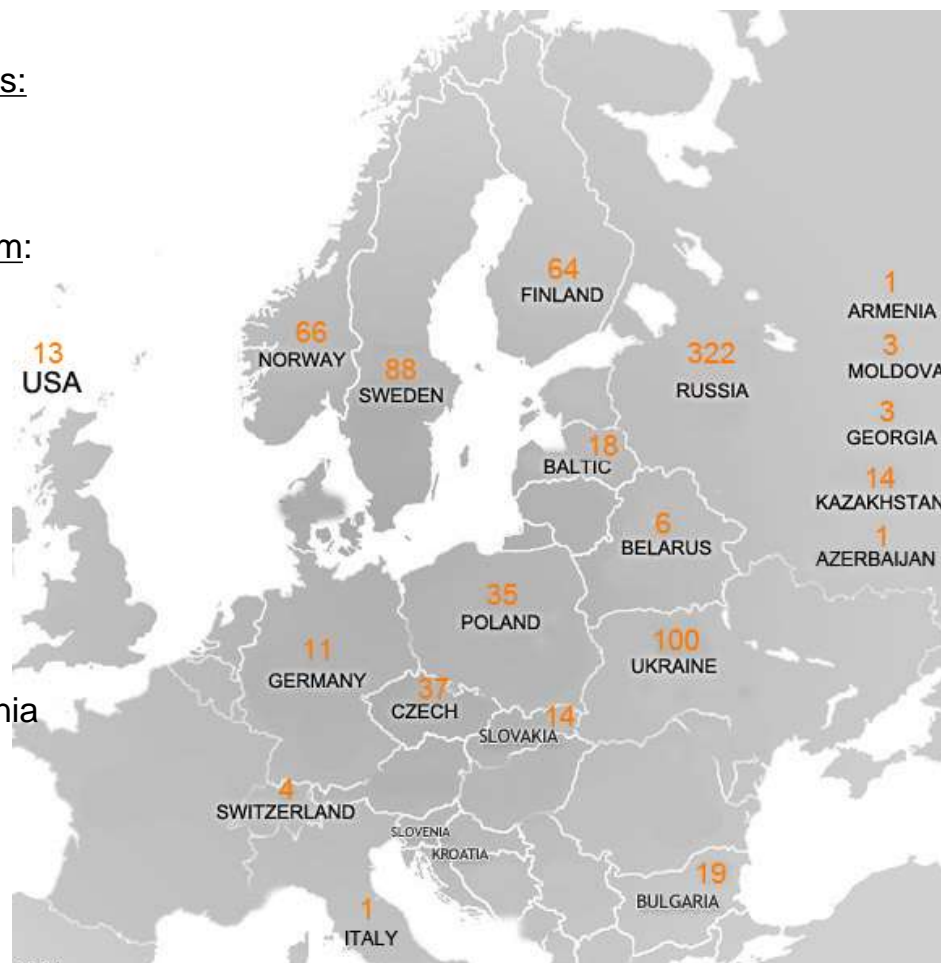 s:
m:
64
FINLAND
1
ARMENIA
66
NORWAY
13
USA
322
RUSSIA
3
MOLDOVA
88
SWEDEN
3
GEORGIA
18
BALTIC
14
KAZAKHSTAN
6
BELARUS
1
AZERBAIJAN
35
POLAND
100
UKRAINE
11
GERMANY
37
CZECH
nia
14
SLOVAKIA
4
SWITZERLAND
SLOVENIA
KROATIA
19
BULGARIA
1
ITALY